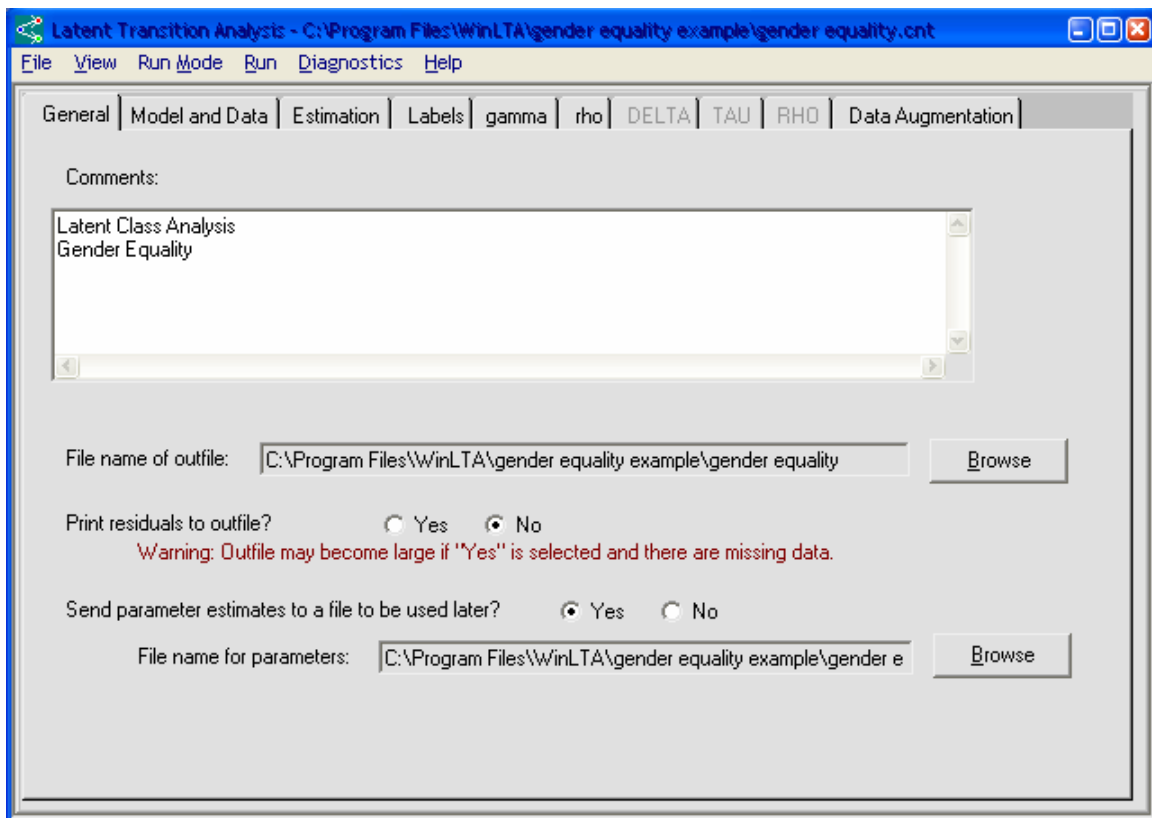 Latent Transition Analysis - C:\Program Files\WinLTA\gender equality example\gender equality.cnt
File View Run Mode Run Diagnostics Help
General Model and Data Estimation Labels gamma rho DELTA TAU RHO Data Augmentation
Comments:
Latent Class Analysis
Gender Equality
File name of outfile: C:\Program Files\WinLTA\gender equality example\gender equality Browse
Print residuals to outfile? Yes No
Warning: Outfile may become large if "Yes" is selected and there are missing data.
Send parameter estimates to a file to be used later? Yes No
File name for parameters: C:\Program Files\WinLTA\gender equality example\gender e Browse